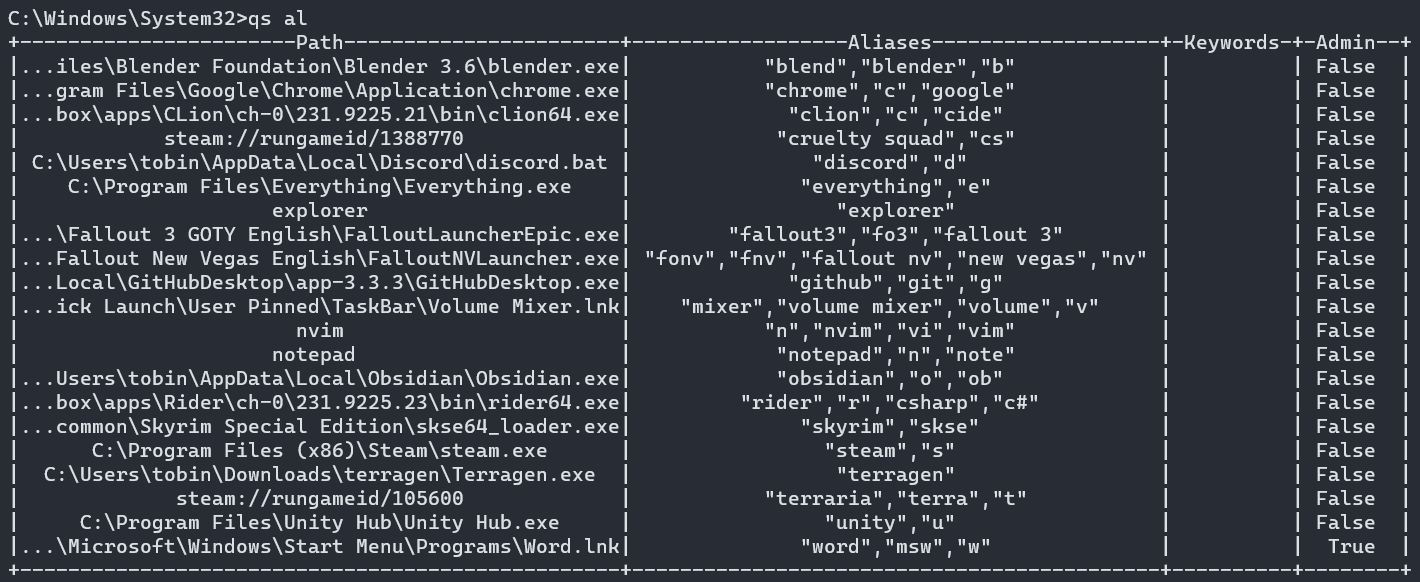 C:\Windows\System32>qs al
+-----------------------Path-----------------------+------------------Aliases-------------------+-Keywords-+-Admin--+
|...iles\Blender Foundation\Blender 3.6\blender.exe|           "blend","blender","b"            |          | False  |
|...gram Files\Google\Chrome\Application\chrome.exe|           "chrome","c","google"            |          | False  |
|...box\apps\CLion\ch-0\231.9225.21\bin\clion64.exe|             "clion","c","cide"             |          | False  |
|             steam://rungameid/1388770            |            "cruelty squad","cs"            |          | False  |
| C:\Users\tobin\AppData\Local\Discord\discord.bat |               "discord","d"                |          | False  |
|    C:\Program Files\Everything\Everything.exe    |              "everything","e"              |          | False  |
|                     explorer                     |                 "explorer"                 |          | False  |
|...\Fallout 3 GOTY English\FalloutLauncherEpic.exe|        "fallout3","fo3","fallout 3"        |          | False  |
|...Fallout New Vegas English\FalloutNVLauncher.exe| "fonv","fnv","fallout nv","new vegas","nv" |          | False  |
|...Local\GitHubDesktop\app-3.3.3\GitHubDesktop.exe|             "github","git","g"             |          | False  |
|...ick Launch\User Pinned\TaskBar\Volume Mixer.lnk|    "mixer","volume mixer","volume","v"     |          | False  |
|                       nvim                       |           "n","nvim","vi","vim"            |          | False  |
|                     notepad                      |            "notepad","n","note"            |          | False  |
|...Users\tobin\AppData\Local\Obsidian\Obsidian.exe|            "obsidian","o","ob"             |          | False  |
|...box\apps\Rider\ch-0\231.9225.23\bin\rider64.exe|         "rider","r","csharp","c#"          |          | False  |
|...common\Skyrim Special Edition\skse64_loader.exe|              "skyrim","skse"               |          | False  |
|      C:\Program Files (x86)\Steam\steam.exe      |                "steam","s"                 |          | False  |
|  C:\Users\tobin\Downloads\terragen\Terragen.exe  |                 "terragen"                 |          | False  |
|             steam://rungameid/105600             |           "terraria","terra","t"           |          | False  |
|     C:\Program Files\Unity Hub\Unity Hub.exe     |                "unity","u"                 |          | False  |
|...\Microsoft\Windows\Start Menu\Programs\Word.lnk|              "word","msw","w"              |          |  True  |
+--------------------------------------------------+--------------------------------------------+----------+--------+